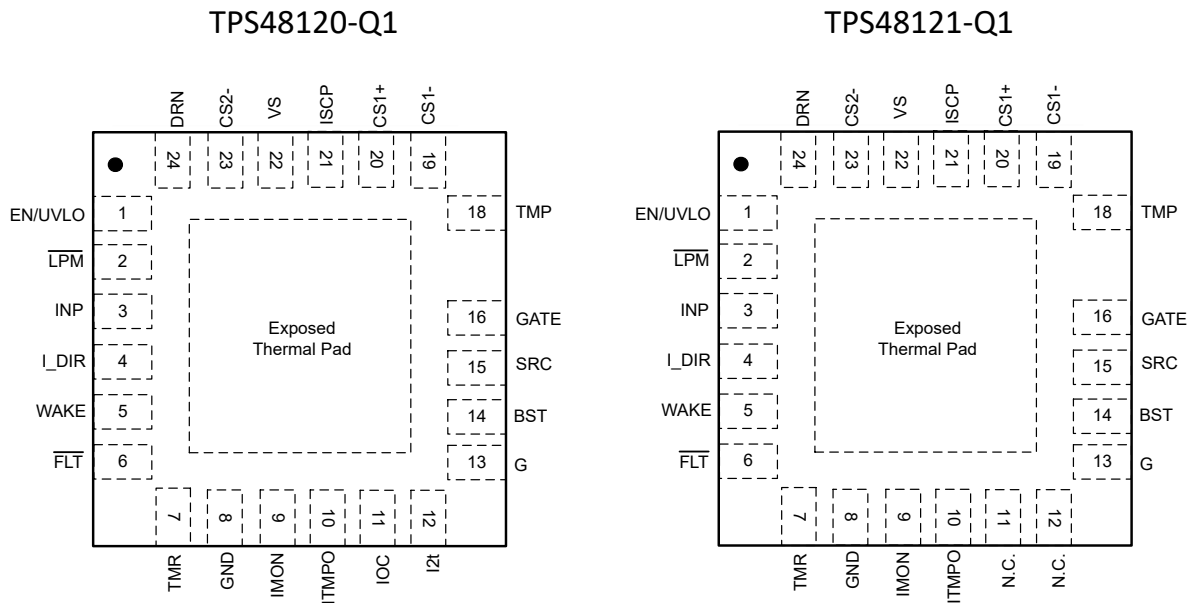 TPS48120-Q1
DRN
CS2-
VS
ISCP
CS1+
CS1-
24
23
22
21
20
19
EN/UVLO 1
LPM 2
INP 3
I_DIR 4
WAKE 5
FLT 6
18 TMP
16 GATE
15 SRC
14 BST
13 G
Exposed
Thermal Pad
7
8
9
10
11
12
TMR
GND
IMON
ITMPO
IOC
I2t
TPS48121-Q1
DRN
CS2-
VS
ISCP
CS1+
CS1-
24
23
22
21
20
19
EN/UVLO 1
LPM 2
INP 3
I_DIR 4
WAKE 5
FLT 6
18 TMP
16 GATE
15 SRC
14 BST
13 G
Exposed
Thermal Pad
7
8
9
10
11
12
TMR
GND
IMON
ITMPO
N.C.
N.C.